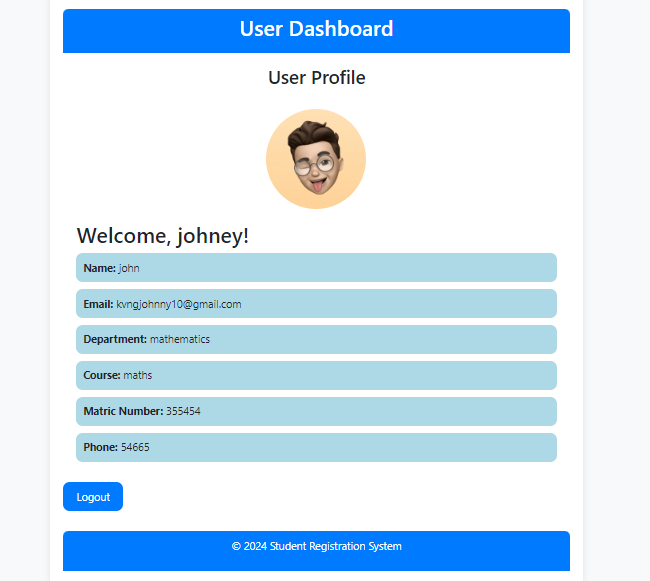 User Dashboard
User Profile
Welcome, johney!
Name: john
Email: kvngjohnny10@gmail.com
Department: mathematics
Course: maths
Matric Number: 355454
Phone: 54665
Logout
© 2024 Student Registration System